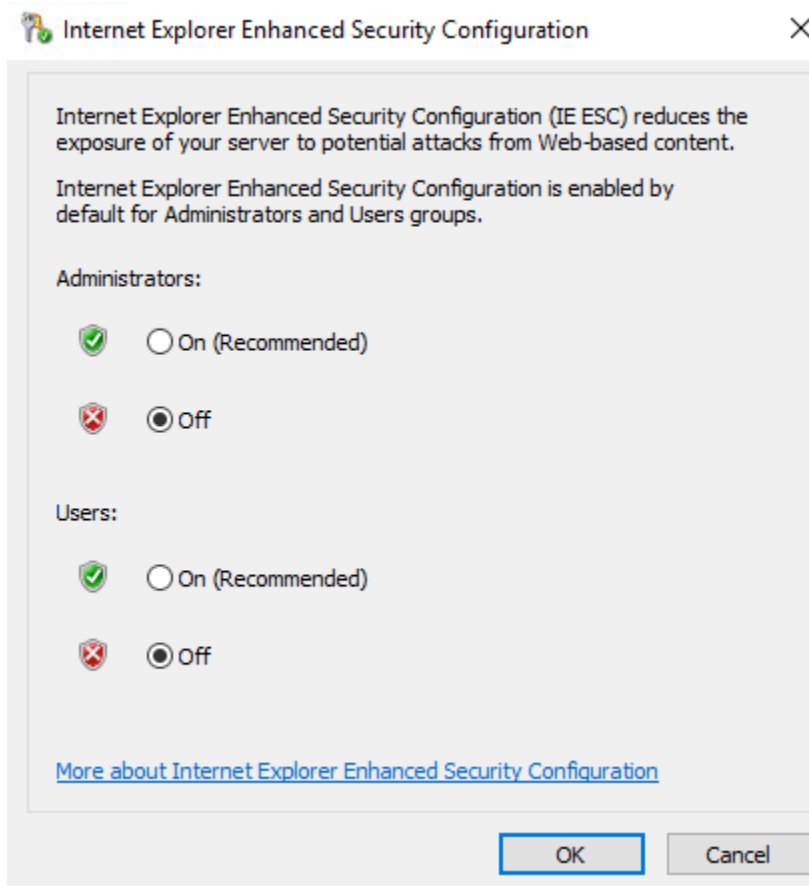 Internet Explorer Enhanced Security Configuration
Internet Explorer Enhanced Security Configuration (IE ESC) reduces the
exposure of your server to potential attacks from Web-based content.
Internet Explorer Enhanced Security Configuration is enabled by
default for Administrators and Users groups.
Administrators:
On (Recommended)
Off
Users:
On (Recommended)
Off
More about Internet Explorer Enhanced Security Configuration
OK Cancel